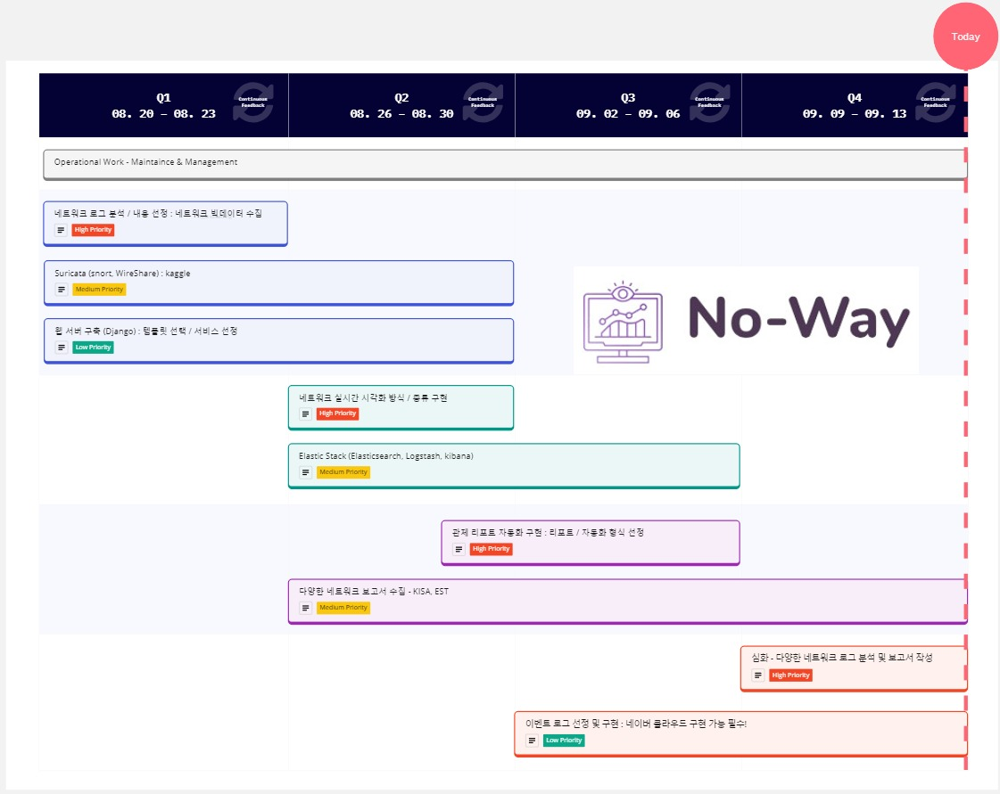 Today
Q1
08. 20 – 08. 23
Continuous
Feedback
Q2
08. 26 – 08. 30
Continuous
Feedback
Q3
09. 02 – 09. 06
Continuous
Feedback
Q4
09. 09 – 09. 13
Continuous
Feedback
Operational Work - Maintaince & Management
네트워크 로그 분석 / 내용 선정 : 네트워크 빅데이터 수집
High Priority
Suricata (snort, WireShare) : kaggle
Medium Priority
웹 서버 구축 (Django) : 템플릿 선택 / 서비스 선정
Low Priority
No-Way
네트워크 실시간 시각화 방식 / 종류 구현
High Priority
Elastic Stack (Elasticsearch, Logstash, kibana)
Medium Priority
관제 리포트 자동화 구현 : 리포트 / 자동화 형식 선정
High Priority
다양한 네트워크 보고서 수집 - KISA, EST
Medium Priority
심화 - 다양한 네트워크 로그 분석 및 보고서 작성
High Priority
이벤트 로그 선정 및 구현 : 네이버 클라우드 구현 가능 필수!
Low Priority